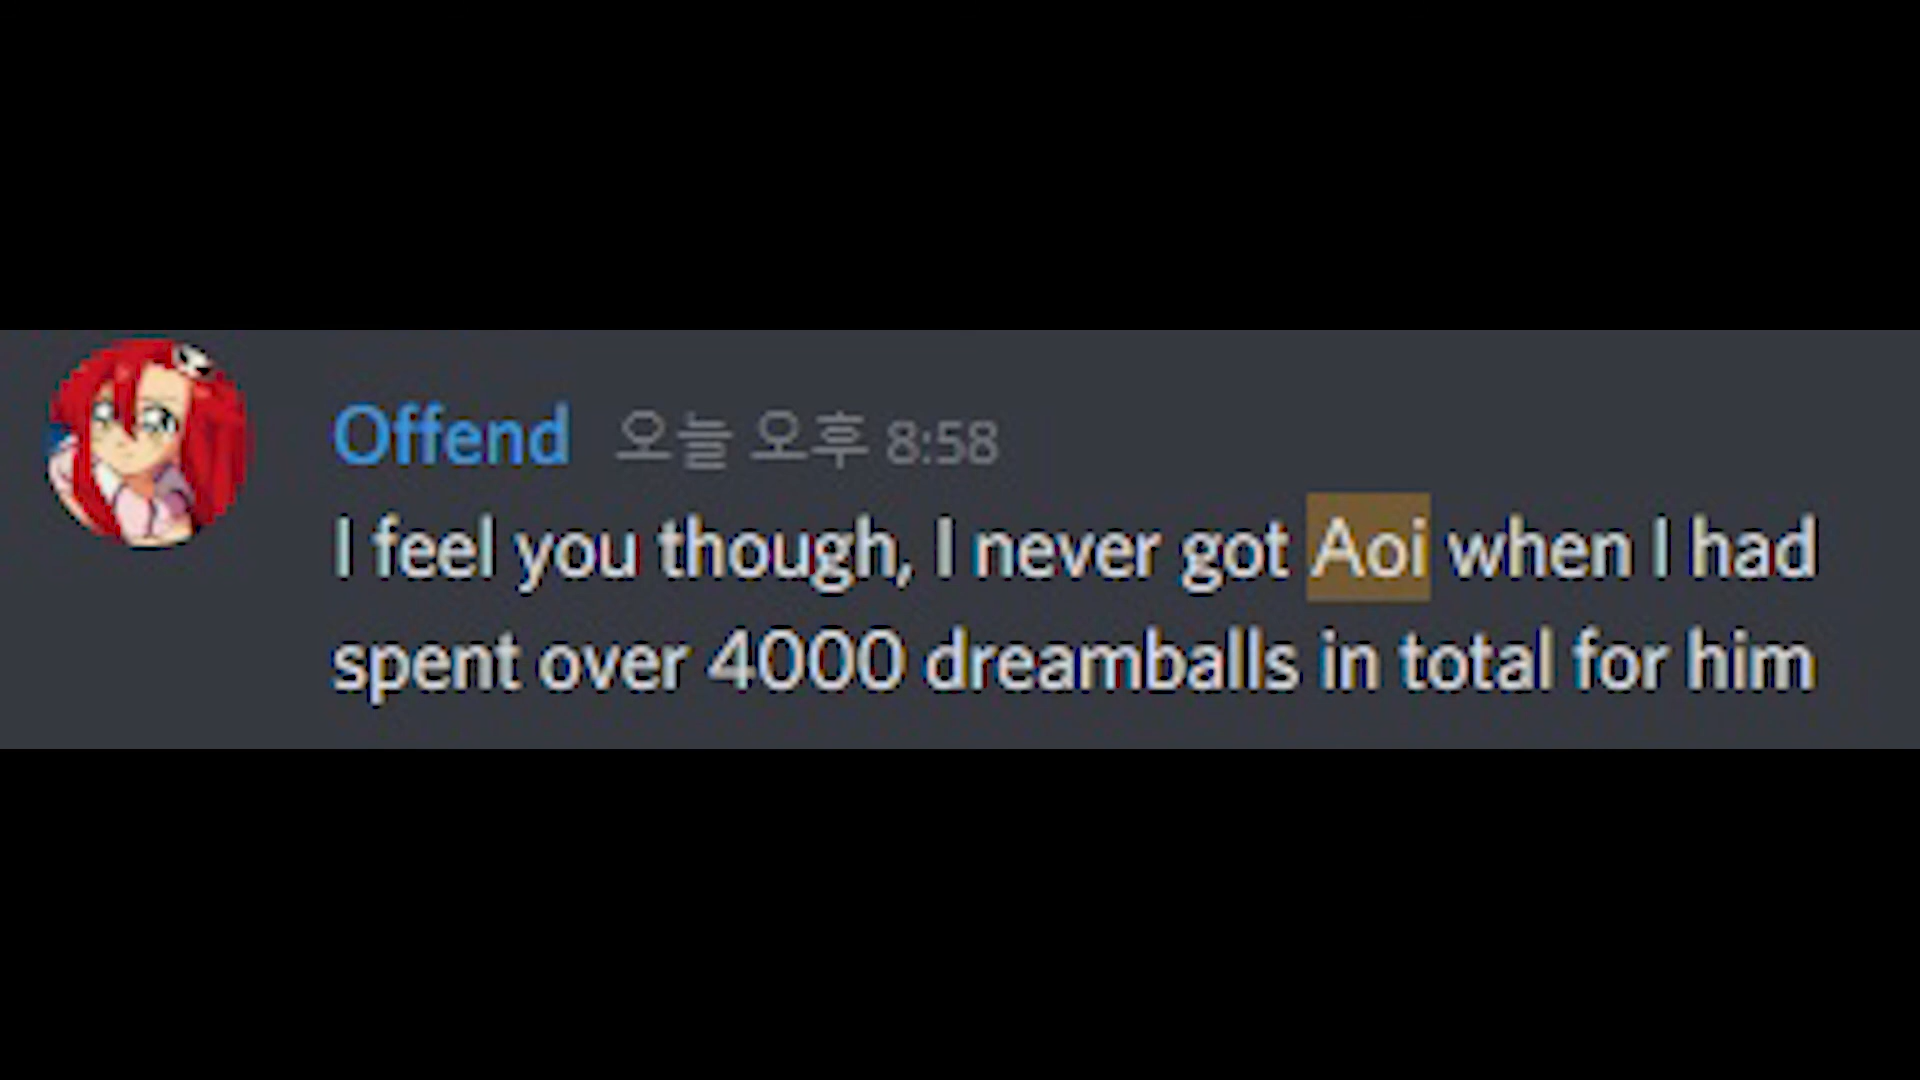 Offend 오늘 오후 8:58
I feel you though, I never got Aoi when I had
spent over 4000 dreamballs in total for him